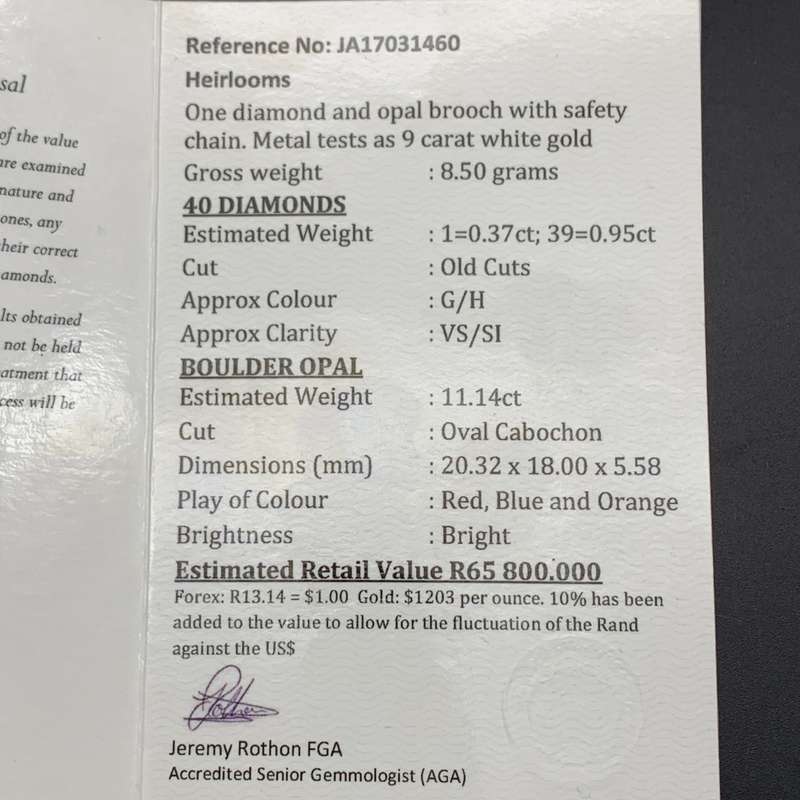 sal
of the value
are examined
nature and
ones, any
heir correct
amonds.
lts obtained
not be held
atment that
cess will be
Reference No: JA17031460
Heirlooms
One diamond and opal brooch with safety
chain. Metal tests as 9 carat white gold
Gross weight : 8.50 grams
40 DIAMONDS
Estimated Weight : 1=0.37ct; 39=0.95ct
Cut : Old Cuts
Approx Colour : G/H
Approx Clarity : VS/SI
BOULDER OPAL
Estimated Weight : 11.14ct
Cut : Oval Cabochon
Dimensions (mm) : 20.32 x 18.00 x 5.58
Play of Colour : Red, Blue and Orange
Brightness : Bright
Estimated Retail Value R65 800.000
Forex: R13.14 = $1.00 Gold: $1203 per ounce. 10% has been
added to the value to allow for the fluctuation of the Rand
against the US$
Jeremy Rothon FGA
Accredited Senior Gemmologist (AGA)